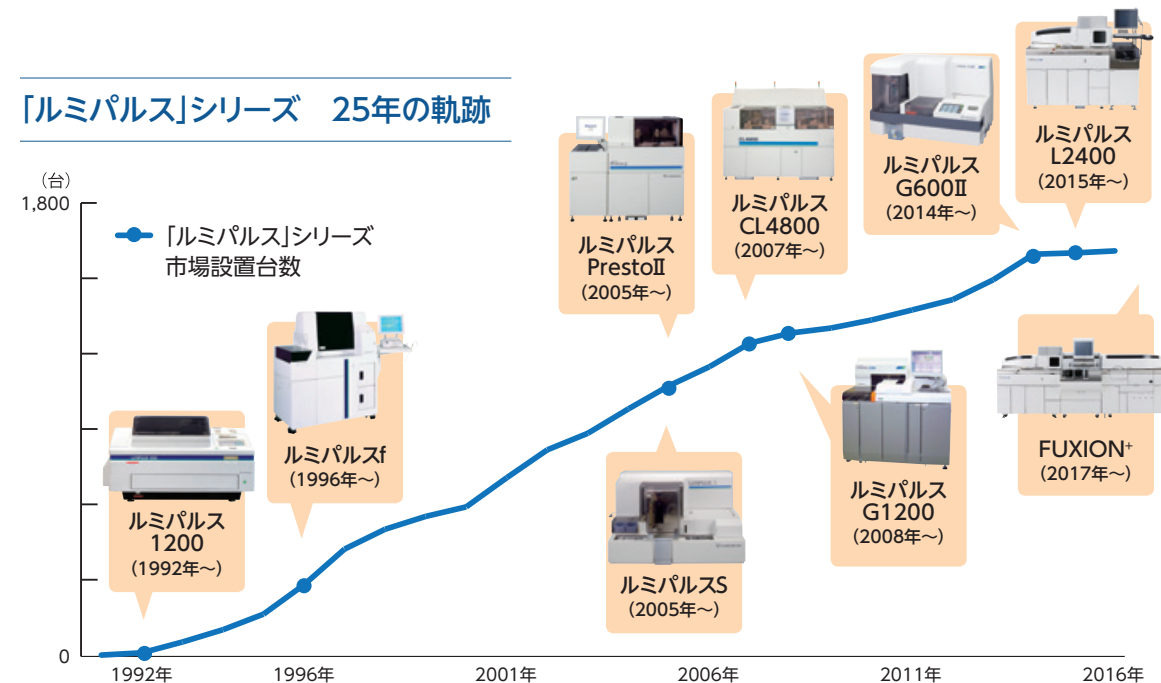 「ルミパルス」シリーズ 25年の軌跡
（台）
1,800
「ルミパルス」シリーズ
市場設置台数
ルミパルス
1200
（1992年〜）
ルミパルスf
（1996年〜）
ルミパルス
PrestoⅡ
（2005年〜）
ルミパルスS
（2005年〜）
ルミパルス
CL4800
（2007年〜）
ルミパルス
G1200
（2008年〜）
ルミパルス
G600Ⅱ
（2014年〜）
ルミパルス
L2400
（2015年〜）
FUXION+
（2017年〜）
0
1992年
1996年
2001年
2006年
2011年
2016年